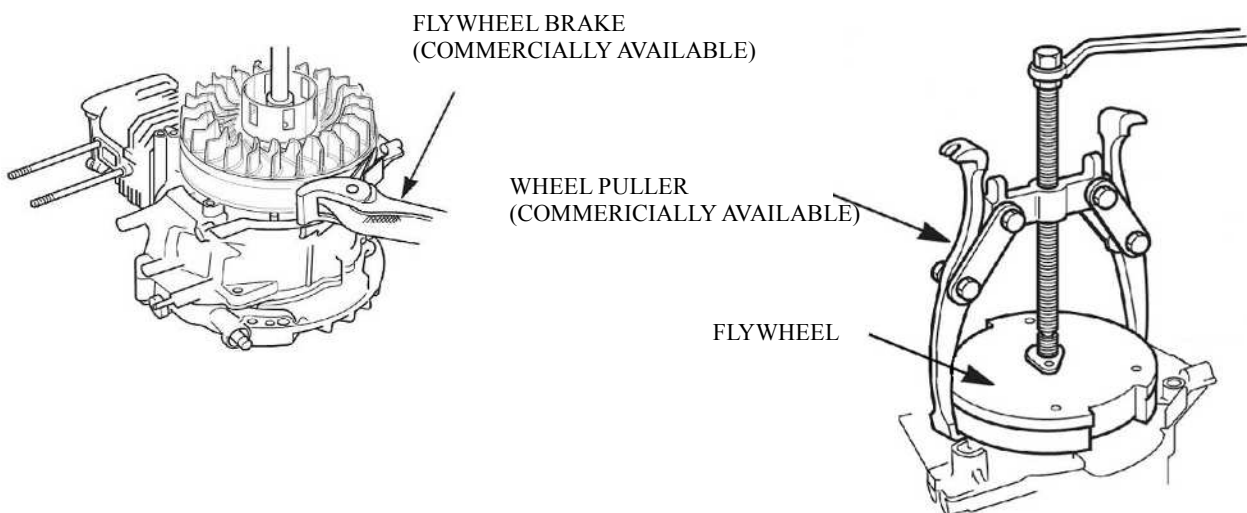 FLYWHEEL BRAKE
(COMMERCIALLY AVAILABLE)
WHEEL PULLER
(COMMERICIALLY AVAILABLE)
FLYWHEEL